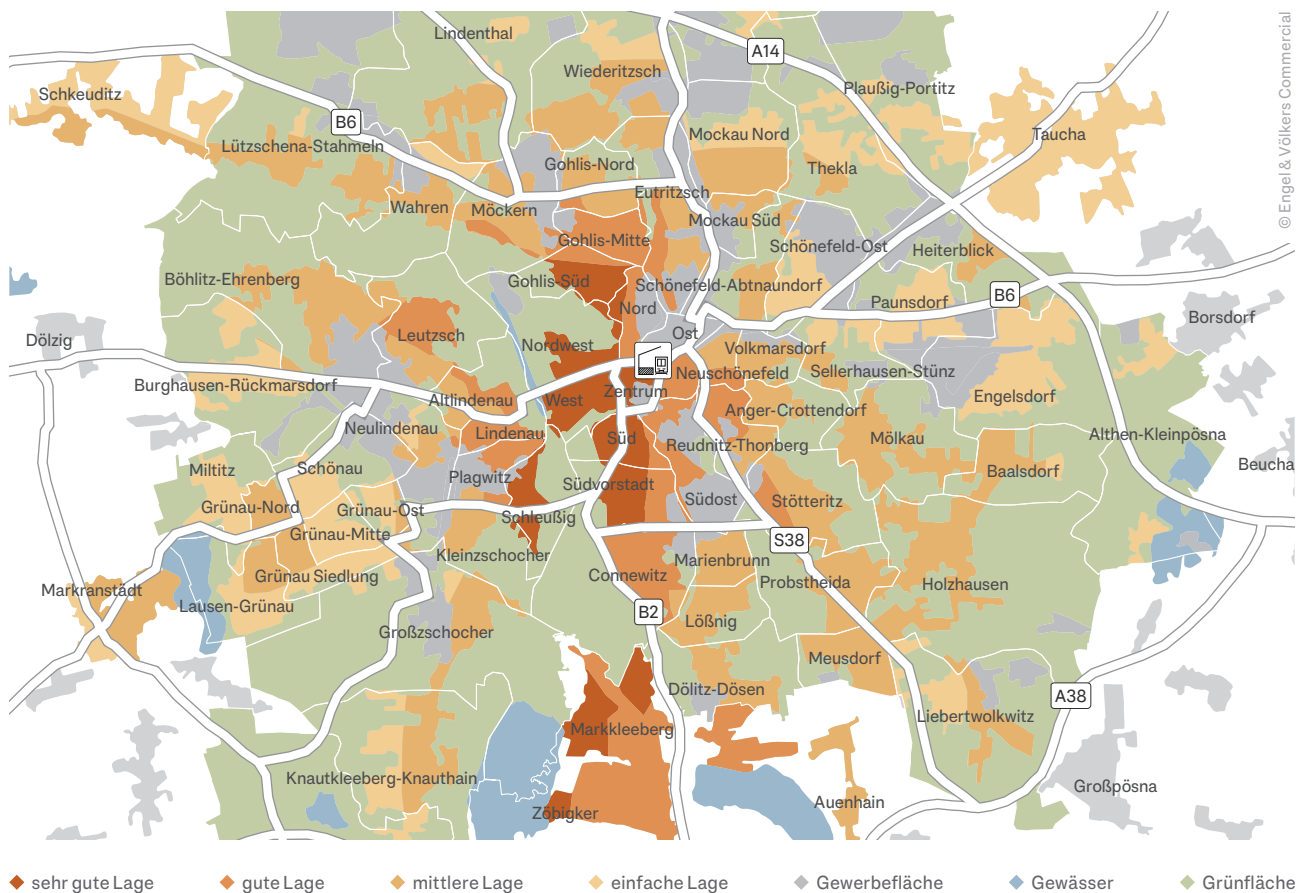 © Engel & Völkers Commercial
Lindenthal
A14
Wiederitzsch
Schkeuditz
Plaußig-Portitz
B6
Mockau Nord
Taucha
Lützschena-Stahmeln
Gohlis-Nord
Thekla
Eutritzsch
Wahren
Möckern
Mockau Süd
Gohlis-Mitte
Schönefeld-Ost
Heiterblick
Böhlitz-Ehrenberg
Gohlis-Süd
Schönefeld-Abtnaundorf
B6
Paunsdorf
Nord
Borsdorf
Leutzsch
Ost
Dölzig
Nordwest
Volkmarsdorf
Neuschönefeld
Sellerhausen-Stünz
Burghausen-Rückmarsdorf
Zentrum
Altlindenau
West
Engelsdorf
Anger-Crottendorf
Neulindenau
Lindenau
Süd
Reudnitz-Thonberg
Mölkau
Althen-Kleinpösna
Beucha
Miltitz
Schönau
Plagwitz
Südvorstadt
Baalsdorf
Grünau-Nord
Grünau-Ost
Südost
Stötteritz
Schleußig
Grünau-Mitte
S38
Kleinzschocher
Marienbrunn
Grünau Siedlung
Connewitz
Probstheida
Holzhausen
Markranstädt
Lausen-Grünau
B2
Lößnig
Großzschocher
Meusdorf
Dölitz-Dösen
A38
Liebertwolkwitz
Markkleeberg
Knautkleeberg-Knauthain
Großpösna
Auenhain
Zöbigker
sehr gute Lage
gute Lage
mittlere Lage
einfache Lage
Gewerbefläche
Gewässer
Grünfläche